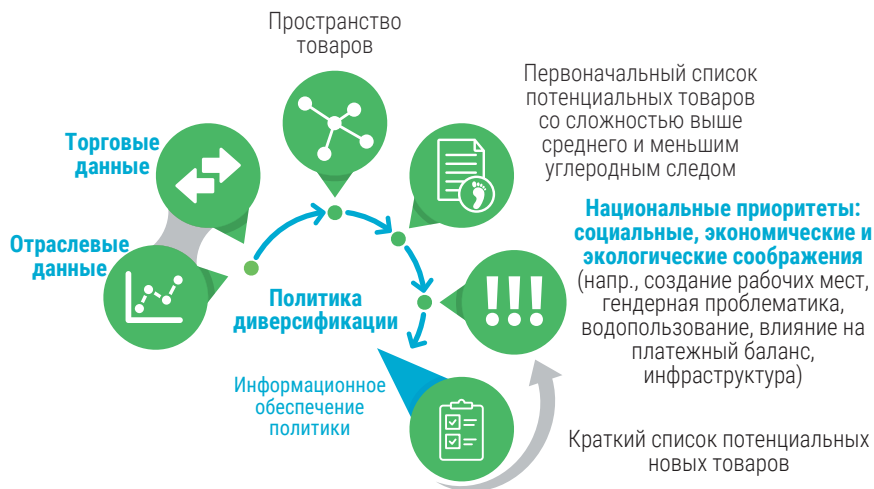 Пространство
товаров
Первоначальный список
потенциальных товаров
со сложностью выше
среднего и меньшим
углеродным следом
Торговые
данные
Отраслевые
данные
Национальные приоритеты:
социальные, экономические и
экологические соображения
(напр., создание рабочих мест,
гендерная проблематика,
водопользование, влияние на
платежный баланс,
инфраструктура)
Политика
диверсификации
Информационное
обеспечение
политики
Краткий список потенциальных
новых товаров